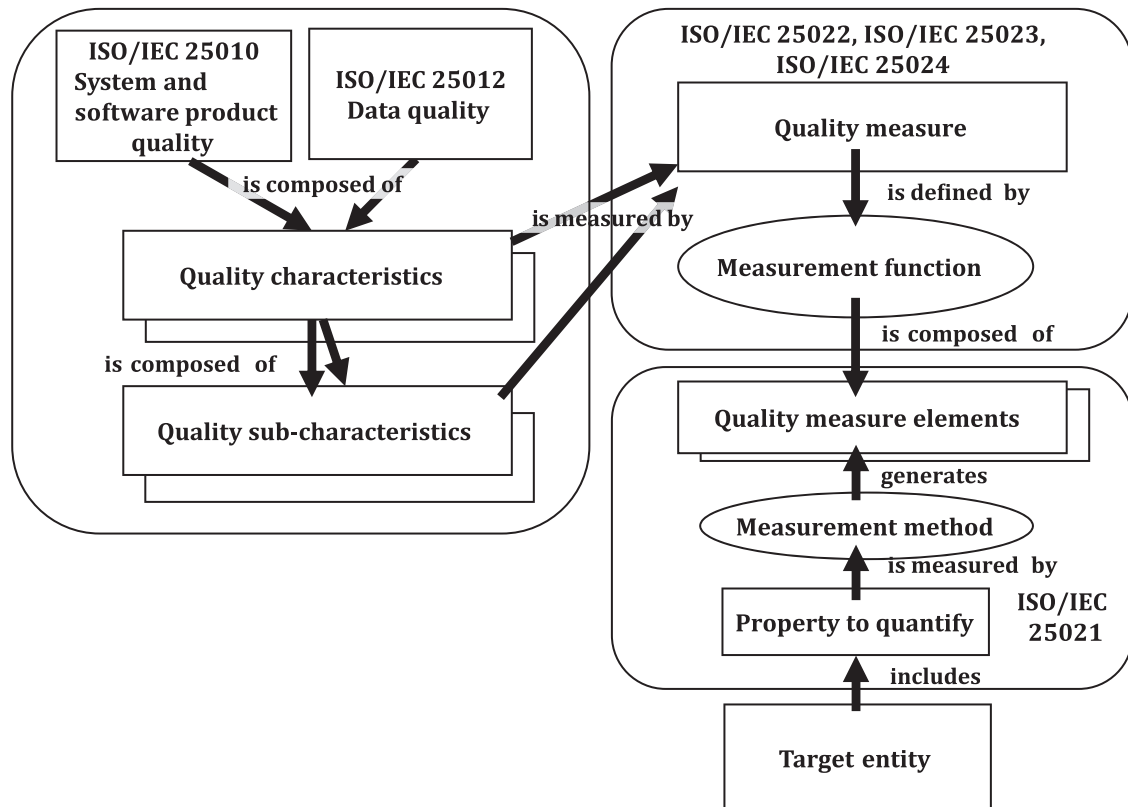 ISO/IEC 25010
System and
software product
quality
ISO/IEC 25012
Data quality
is composed of
Quality characteristics
is composed of
Quality sub-characteristics
is measured by
ISO/IEC 25022, ISO/IEC 25023,
ISO/IEC 25024
Quality measure
is defined by
Measurement function
is composed of
Quality measure elements
generates
Measurement method
is measured by
Property to quantify
ISO/IEC
25021
includes
Target entity